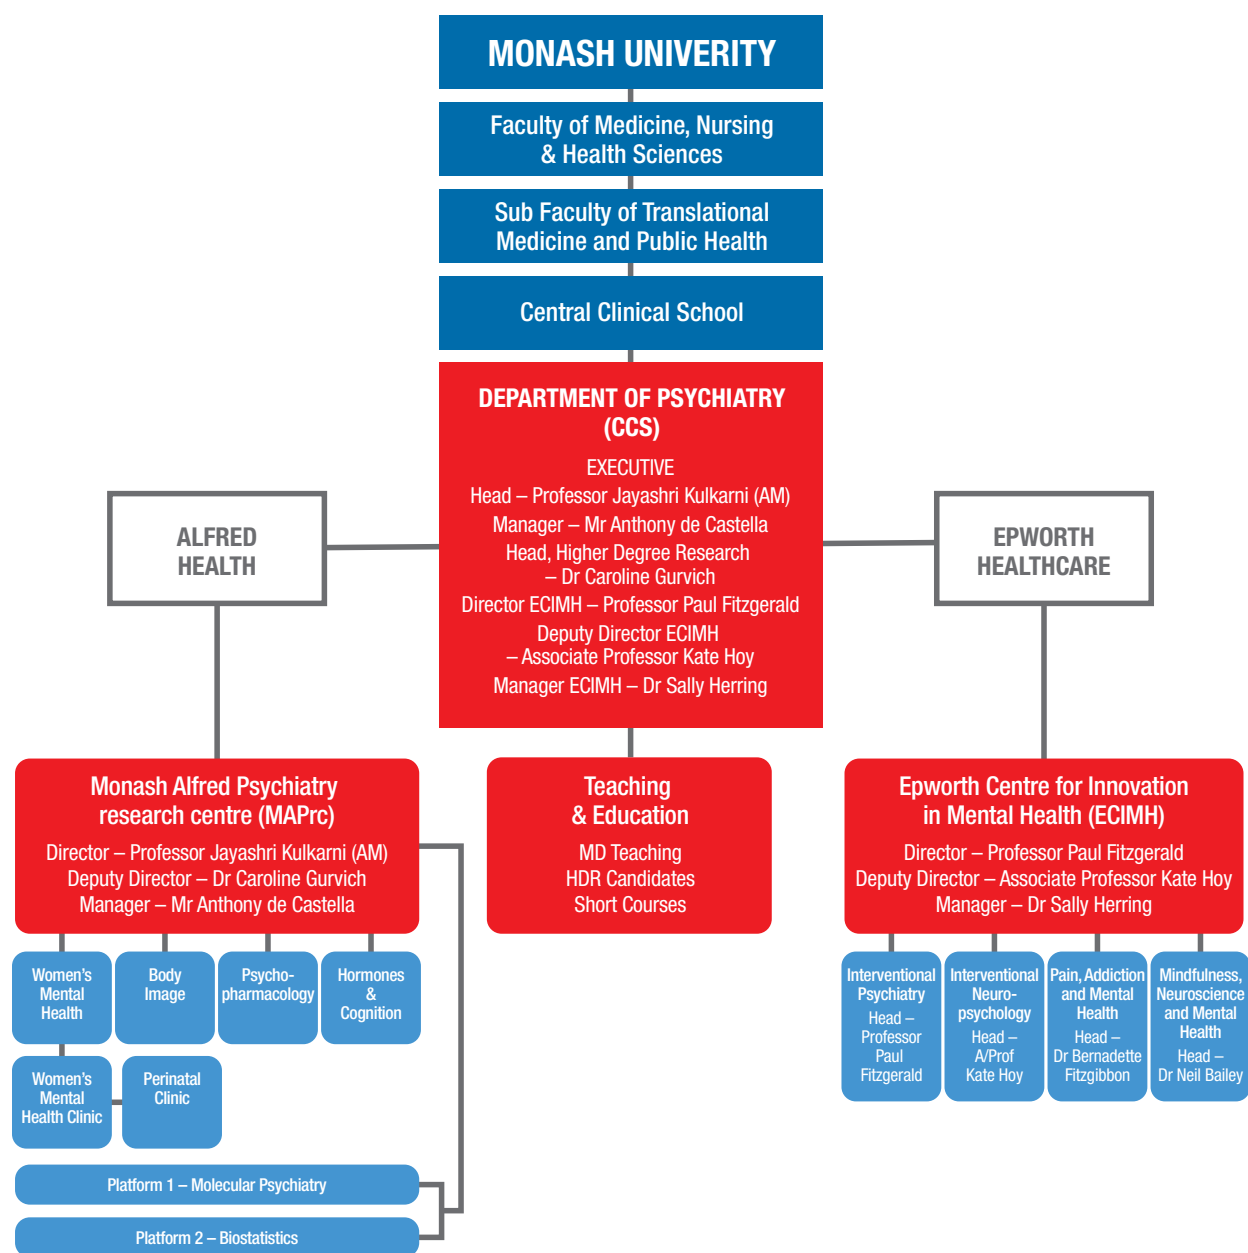 MONASH UNIVERITY
Faculty of Medicine, Nursing
& Health Sciences
Sub Faculty of Translational
Medicine and Public Health
Central Clinical School
DEPARTMENT OF PSYCHIATRY
(CCS)
EXECUTIVE
Head – Professor Jayashri Kulkarni (AM)
Manager – Mr Anthony de Castella
Head, Higher Degree Research
– Dr Caroline Gurvich
Director ECIMH – Professor Paul Fitzgerald
Deputy Director ECIMH
– Associate Professor Kate Hoy
Manager ECIMH – Dr Sally Herring
ALFRED
HEALTH
EPWORTH
HEALTHCARE
Monash Alfred Psychiatry
research centre (MAPrc)
Director – Professor Jayashri Kulkarni (AM)
Deputy Director – Dr Caroline Gurvich
Manager – Mr Anthony de Castella
Teaching
& Education
MD Teaching
HDR Candidates
Short Courses
Epworth Centre for Innovation
in Mental Health (ECIMH)
Director – Professor Paul Fitzgerald
Deputy Director – Associate Professor Kate Hoy
Manager – Dr Sally Herring
Women's
Mental
Health
Body
Image
Psycho-
pharmacology
Hormones
&
Cognition
Women's
Mental
Health Clinic
Perinatal
Clinic
Platform 1 – Molecular Psychiatry
Platform 2 – Biostatistics
Interventional
Psychiatry
Head –
Professor
Paul
Fitzgerald
Interventional
Neuro-
psychology
Head –
A/Prof
Kate Hoy
Pain, Addiction
and Mental
Health
Head –
Dr Bernadette
Fitzgibbon
Mindfulness,
Neuroscience
and Mental
Health
Head –
Dr Neil Bailey